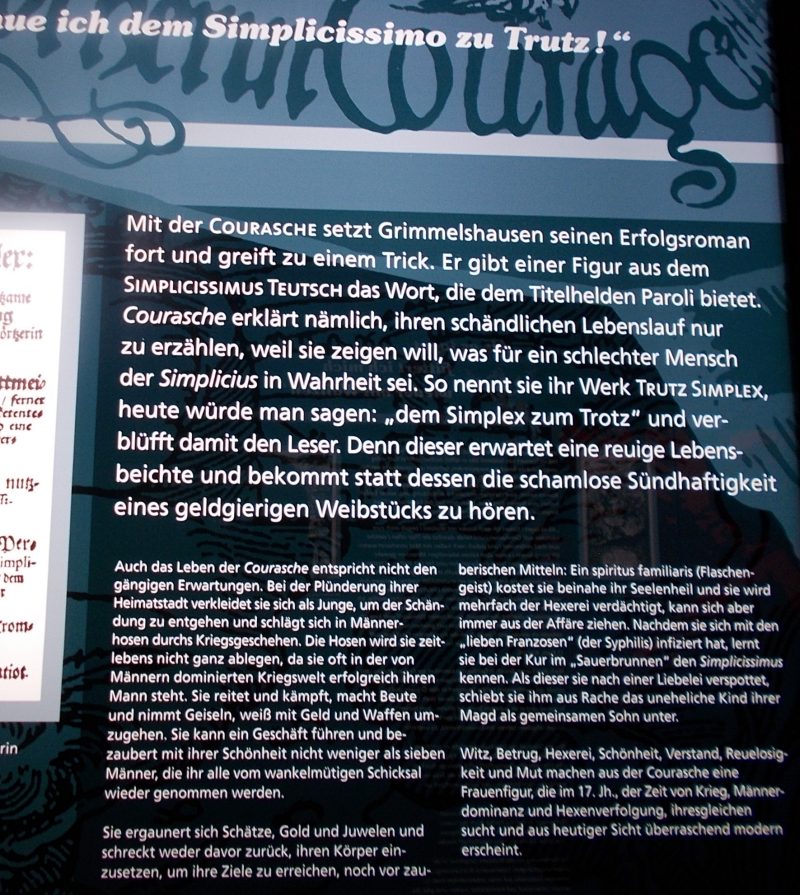 ue ich dem Simplicissimo zu Trutz!“
Courage
Mit der COURASCHE setzt Grimmelshausen seinen Erfolgsroman
fort und greift zu einem Trick. Er gibt einer Figur aus dem
SIMPLICISSIMUS TEUTSCH das Wort, die dem Titelhelden Paroli bietet.
Courasche erklärt nämlich, ihren schändlichen Lebenslauf nur
zu erzählen, weil sie zeigen will, was für ein schlechter Mensch
der Simplicius in Wahrheit sei. So nennt sie ihr Werk TRUTZ SIMPLEX,
heute würde man sagen: „dem Simplex zum Trotz“ und ver-
blüfft damit den Leser. Denn dieser erwartet eine reuige Lebens-
beichte und bekommt statt dessen die schamlose Sündhaftigkeit
eines geldgierigen Weibstücks zu hören.
Auch das Leben der Courasche entspricht nicht den
gängigen Erwartungen. Bei der Plünderung ihrer
Heimatstadt verkleidet sie sich als Junge, um der Schän-
dung zu entgehen und schlägt sich in Männer-
hosen durchs Kriegsgeschehen. Die Hosen wird sie zeit-
lebens nicht ganz ablegen, da sie oft in der von
Männern dominierten Kriegswelt erfolgreich ihren
Mann steht. Sie reitet und kämpft, macht Beute
und nimmt Geiseln, weiß mit Geld und Waffen um-
zugehen. Sie kann ein Geschäft führen und be-
zaubert mit ihrer Schönheit nicht weniger als sieben
Männer, die ihr alle vom wankelmütigen Schicksal
wieder genommen werden.
Sie ergaunert sich Schätze, Gold und Juwelen und
schreckt weder davor zurück, ihren Körper ein-
zusetzen, um ihre Ziele zu erreichen, noch vor zau-
berischen Mitteln: Ein spiritus familiaris (Flaschen-
geist) kostet sie beinahe ihr Seelenheil und sie wird
mehrfach der Hexerei verdächtigt, kann sich aber
immer aus der Affäre ziehen. Nachdem sie sich mit den
„lieben Franzosen“ (der Syphilis) infiziert hat, lernt
sie bei der Kur im „Sauerbrunnen“ den Simplicissimus
kennen. Als dieser sie nach einer Liebelei verspottet,
schiebt sie ihm aus Rache das uneheliche Kind ihrer
Magd als gemeinsamen Sohn unter.
Witz, Betrug, Hexerei, Schönheit, Verstand, Reuelosig-
keit und Mut machen aus der Courasche eine
Frauenfigur, die im 17. Jh., der Zeit von Krieg, Männer-
dominanz und Hexenverfolgung, ihresgleichen
sucht und aus heutiger Sicht überraschend modern
erscheint.
ler:
ferner
eine
nutz-
impli-
dem
rin